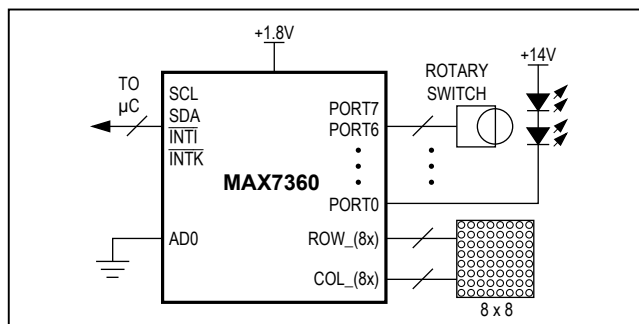 +1.8V
+14V
TO
µC
ROTARY
SWITCH
SCL
SDA
INTI
INTK
PORT7
PORT6
MAX7360
PORT0
AD0
ROW_(8x)
COL_(8x)
8 x 8